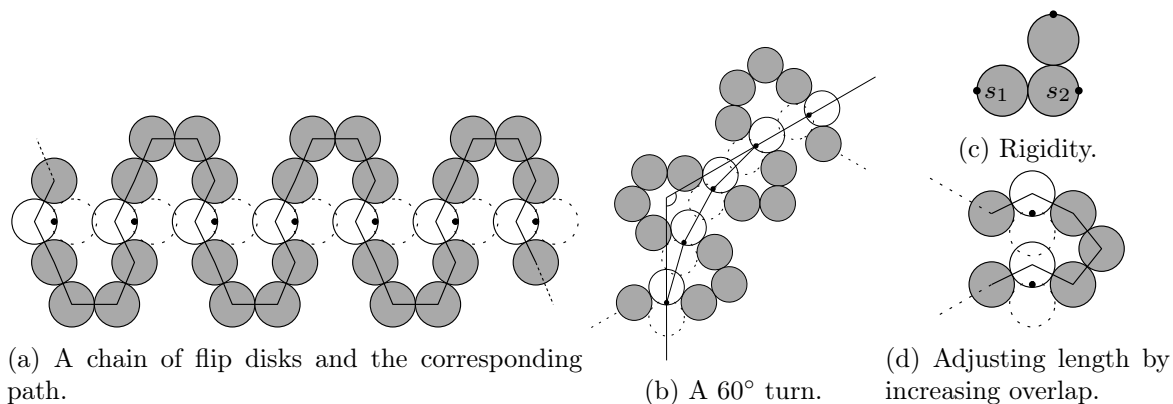 s1 s2
(c) Rigidity.
(a) A chain of flip disks and the corresponding
path.
(b) A 60° turn.
(d) Adjusting length by
increasing overlap.